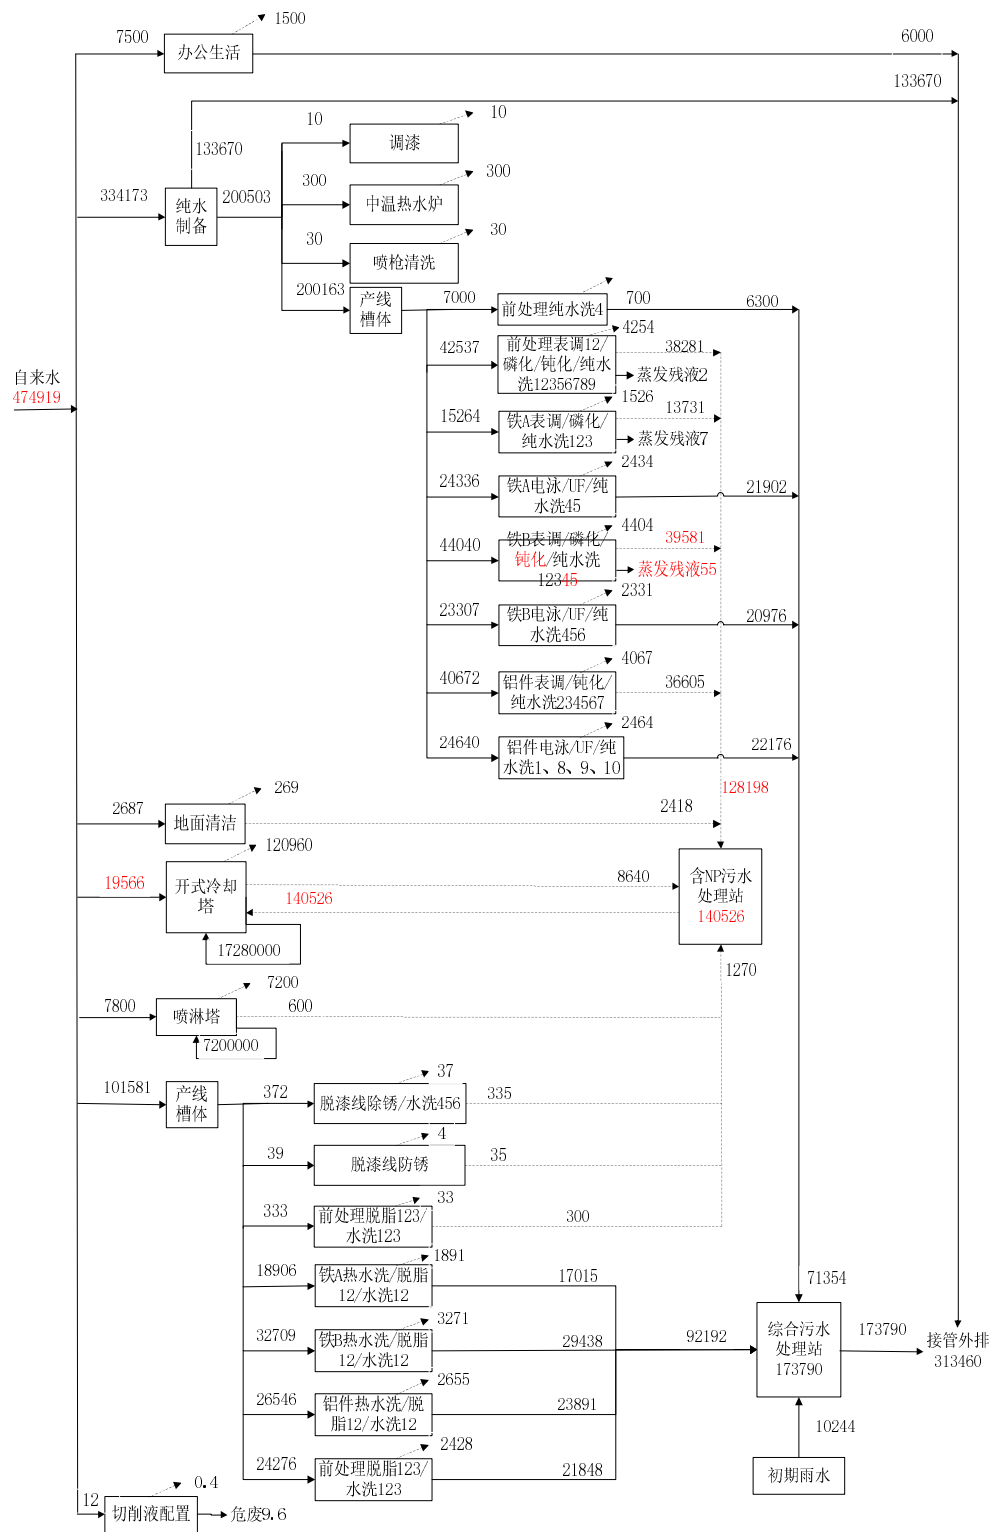 1500
7500
办公生活
6000
133670
10
10
调漆
133670
300
300
334173
纯水
制备
200503
中温热水炉
30
30
喷枪清洗
200163
产线
槽体
7000
前处理纯水洗4
700
6300
4254
42537
前处理表调12/
磷化/钝化/纯水
洗12356789
38281
蒸发残液2
自来水
474919
1526
15264
铁A表调/磷化/
纯水洗123
13731
蒸发残液7
2434
24336
铁A电泳/UF/纯
水洗45
21902
4404
44040
铁B表调/磷化/
钝化/纯水洗
12345
39581
蒸发残液55
2331
23307
铁B电泳/UF/纯
水洗456
20976
4067
40672
铝件表调/钝化/
纯水洗234567
36605
2464
24640
铝件电泳/UF/纯
水洗1、8、9、10
22176
128198
269
2687
地面清洁
2418
120960
19566
开式冷却
塔
8640
140526
17280000
含NP污水
处理站
140526
1270
7200
7800
喷淋塔
600
7200000
101581
产线
槽体
37
372
脱漆线除锈/水洗456
335
4
39
脱漆线防锈
35
33
333
前处理脱脂123/
水洗123
300
1891
18906
铁A热水洗/脱脂
12/水洗12
17015
71354
3271
32709
铁B热水洗/脱脂
12/水洗12
29438
92192
综合污水
处理站
173790
173790
接管外排
313460
2655
26546
铝件热水洗/脱
脂12/水洗12
23891
10244
2428
24276
前处理脱脂123/
水洗123
21848
初期雨水
0.4
12
切削液配置
危废9.6